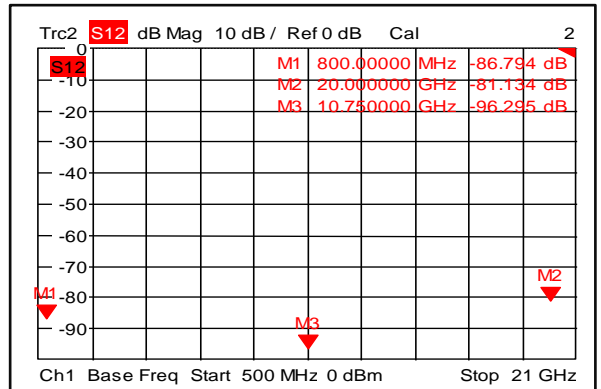 Trc2 S12 dB Mag 10 dB / Ref 0 dB Cal 2
0
S12
M1 800.00000 MHz -86.794 dB
-10
M2 20.000000 GHz -81.134 dB
M3 10.750000 GHz -96.295 dB
-20
-30
-40
-50
-60
-70
M2
M1
-80
M3
-90
Ch1 Base Freq Start 500 MHz 0 dBm Stop 21 GHz